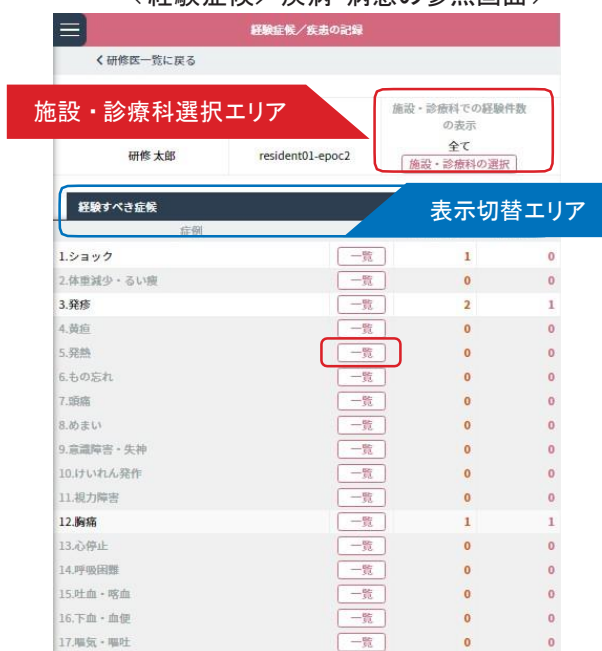 〈経験症候／疾病・病態の参照画面〉
経験症候／疾患の記録
研修医一覧に戻る
施設・診療科選択エリア
施設・診療科での経験件数
の表示
研修 太郎 resident01-epoc2 全て
施設・診療科の選択
経験すべき症候
表示切替エリア
症例
1.ショック 一覧 1 0
2.体重減少・るい痩 一覧 0 0
3.発疹 一覧 2 1
4.黄疸 一覧 0 0
5.発熱 一覧 0 0
6.もの忘れ 一覧 0 0
7.頭痛 一覧 0 0
8.めまい 一覧 0 0
9.意識障害・失神 一覧 0 0
10.けいれん発作 一覧 0 0
11.視力障害 一覧 0 0
12.胸痛 一覧 1 1
13.心停止 一覧 0 0
14.呼吸困難 一覧 0 0
15.吐血・喀血 一覧 0 0
16.下血・血便 一覧 0 0
17.嘔気・嘔吐 一覧 0 0